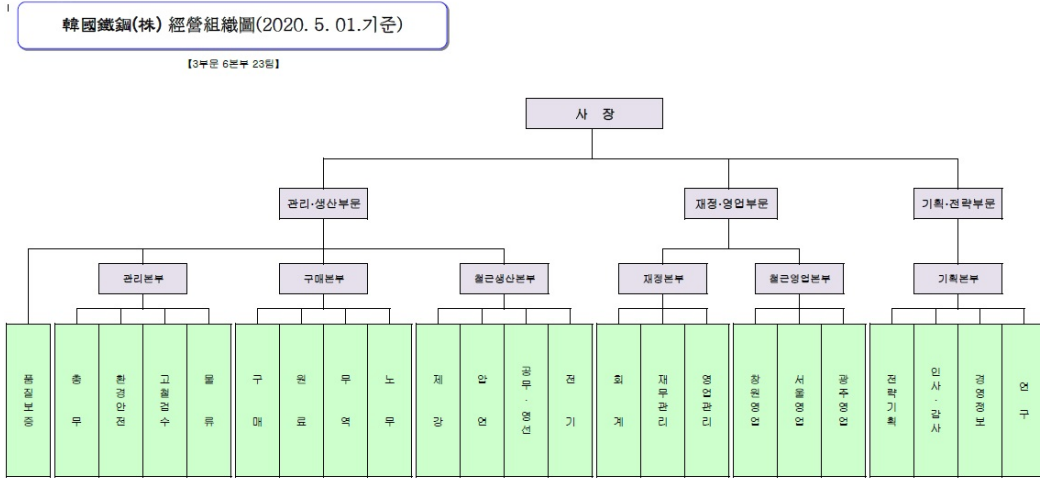 韓國鐵鋼(株) 經營組織圖(2020. 5. 01.기준)
【3부문 6본부 23팀】
사 장
관리·생산부문
재정·영업부문
기획·전략부문
관리본부
구매본부
철근생산본부
재정본부
철근영업본부
기획본부
품질보증
총무
환경안전
고철검수
물류
구매
원료
무역
노무
제강
압연
공무·영선
전기
회계
재무관리
영업관리
창원영업
서울영업
광주영업
전략기획
인사·감사
경영정보
연구